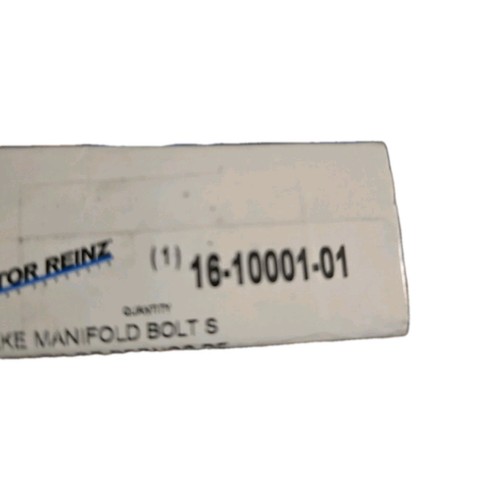 TOR REINZ (1) 16-10001-01
QUANTITY
KE MANIFOLD BOLT S